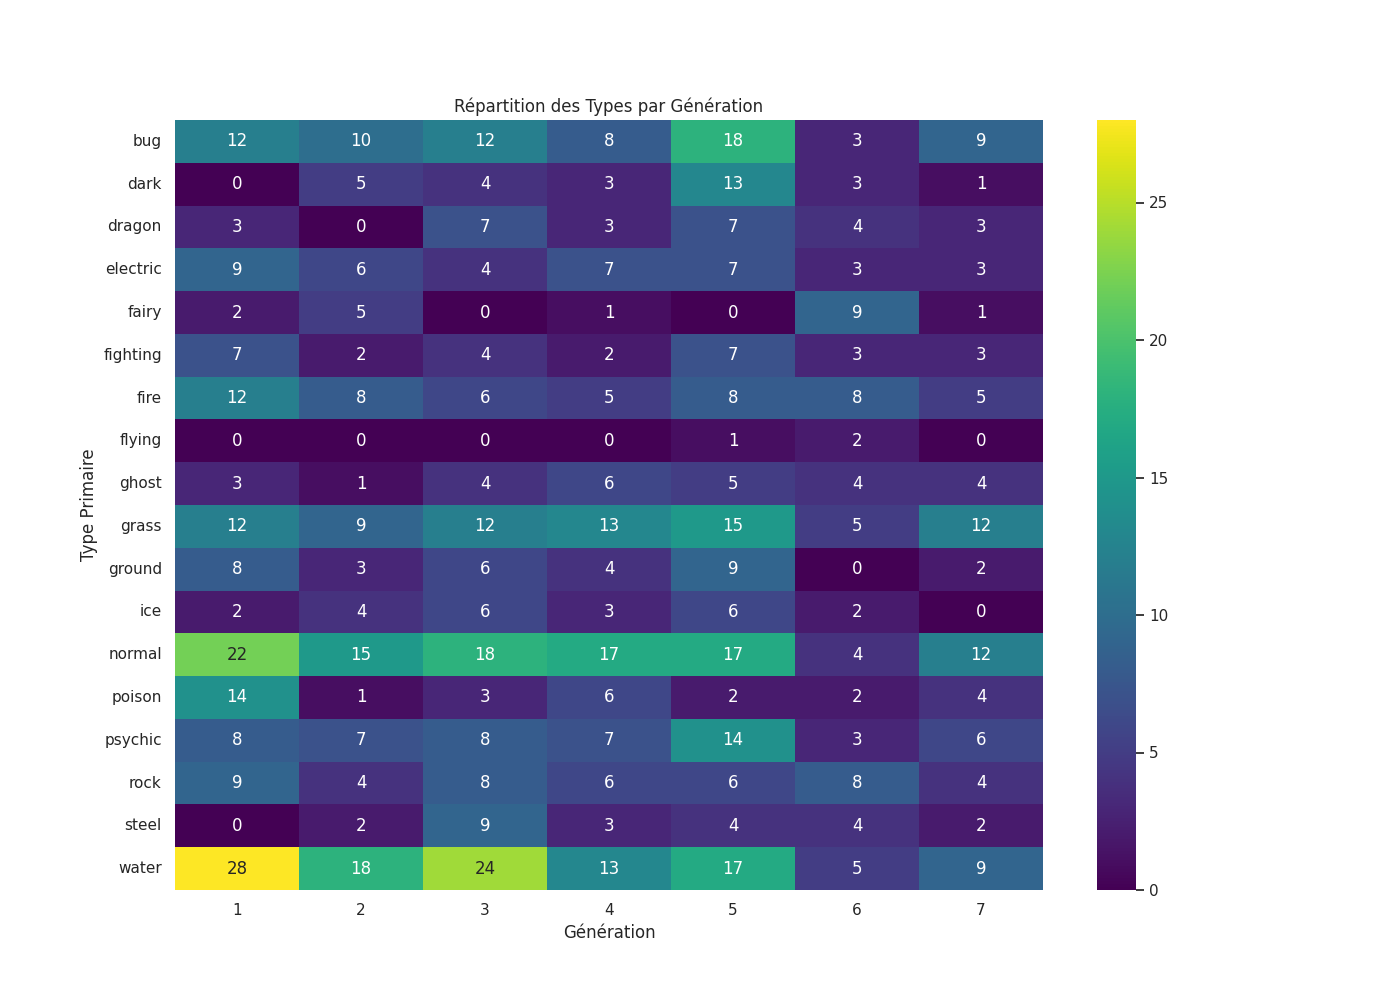 Répartition des Types par Génération
Type Primaire
bug 12 10 12 8 18 3 9
dark 0 5 4 3 13 3 1
dragon 3 0 7 3 7 4 3
electric 9 6 4 7 7 3 3
fairy 2 5 0 1 0 9 1
fighting 7 2 4 2 7 3 3
fire 12 8 6 5 8 8 5
flying 0 0 0 0 1 2 0
ghost 3 1 4 6 5 4 4
grass 12 9 12 13 15 5 12
ground 8 3 6 4 9 0 2
ice 2 4 6 3 6 2 0
normal 22 15 18 17 17 4 12
poison 14 1 3 6 2 2 4
psychic 8 7 8 7 14 3 6
rock 9 4 8 6 6 8 4
steel 0 2 9 3 4 4 2
water 28 18 24 13 17 5 9
1 2 3 4 5 6 7
Génération
25
20
15
10
5
0